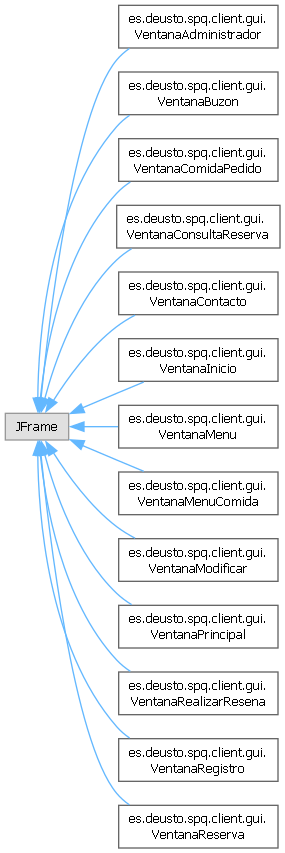 es.deusto.spq.client.gui.
VentanaAdministrador
es.deusto.spq.client.gui.
VentanaBuzon
es.deusto.spq.client.gui.
VentanaComidaPedido
es.deusto.spq.client.gui.
VentanaConsultaReserva
es.deusto.spq.client.gui.
VentanaContacto
es.deusto.spq.client.gui.
VentanaInicio
JFrame
es.deusto.spq.client.gui.
VentanaMenu
es.deusto.spq.client.gui.
VentanaMenuComida
es.deusto.spq.client.gui.
VentanaModificar
es.deusto.spq.client.gui.
VentanaPrincipal
es.deusto.spq.client.gui.
VentanaRealizarResena
es.deusto.spq.client.gui.
VentanaRegistro
es.deusto.spq.client.gui.
VentanaReserva